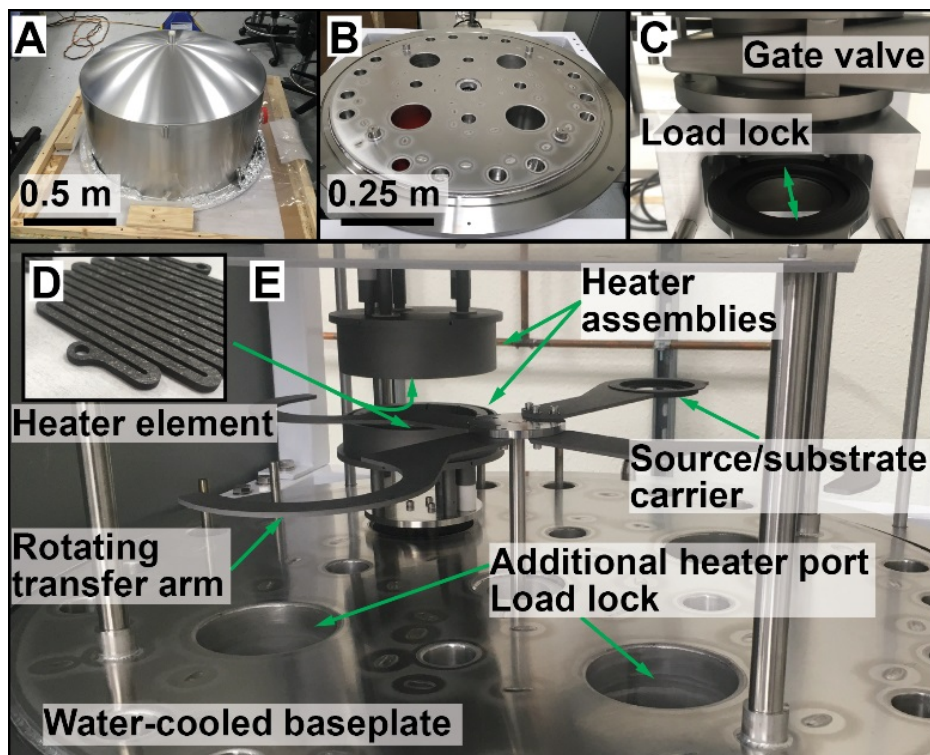 A
0.5 m
B
0.25 m
C
Gate valve
Load lock
D
Heater element
E
Heater
assemblies
Source/substrate
carrier
Rotating
transfer arm
Additional heater port
Load lock
Water-cooled baseplate